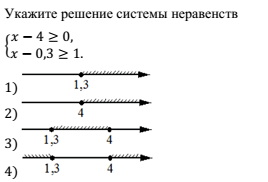 Укажите решение системы неравенств
{x − 4 ≥ 0,
x − 0,3 ≥ 1.
1) 1,3
2) 4
3) 1,3 4
4) 1,3 4